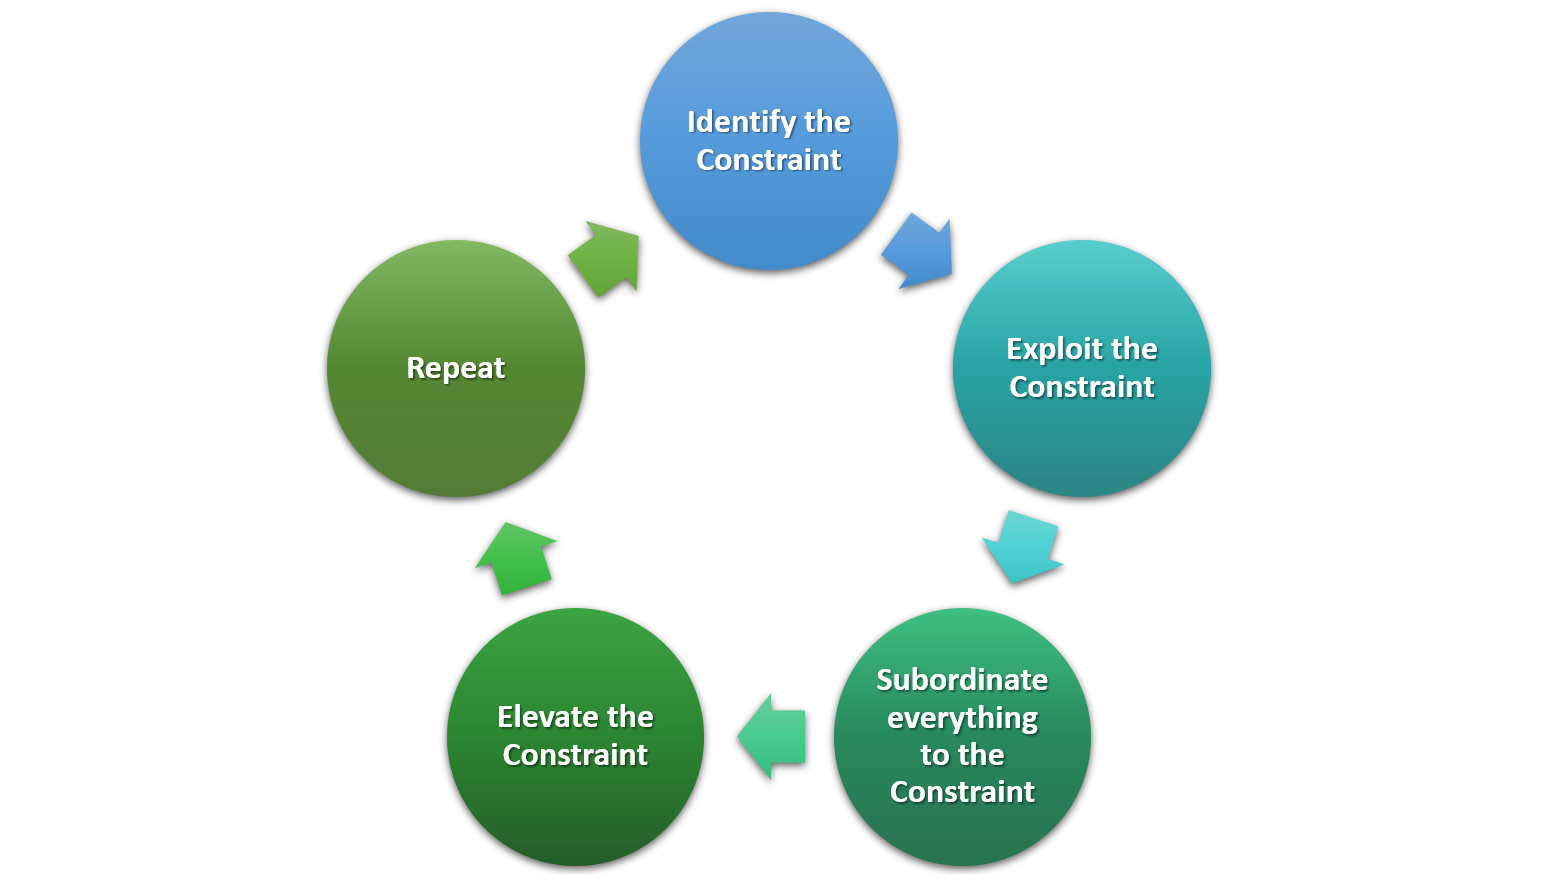 Identify the
Constraint
Exploit the
Constraint
Subordinate
everything
to the
Constraint
Elevate the
Constraint
Repeat